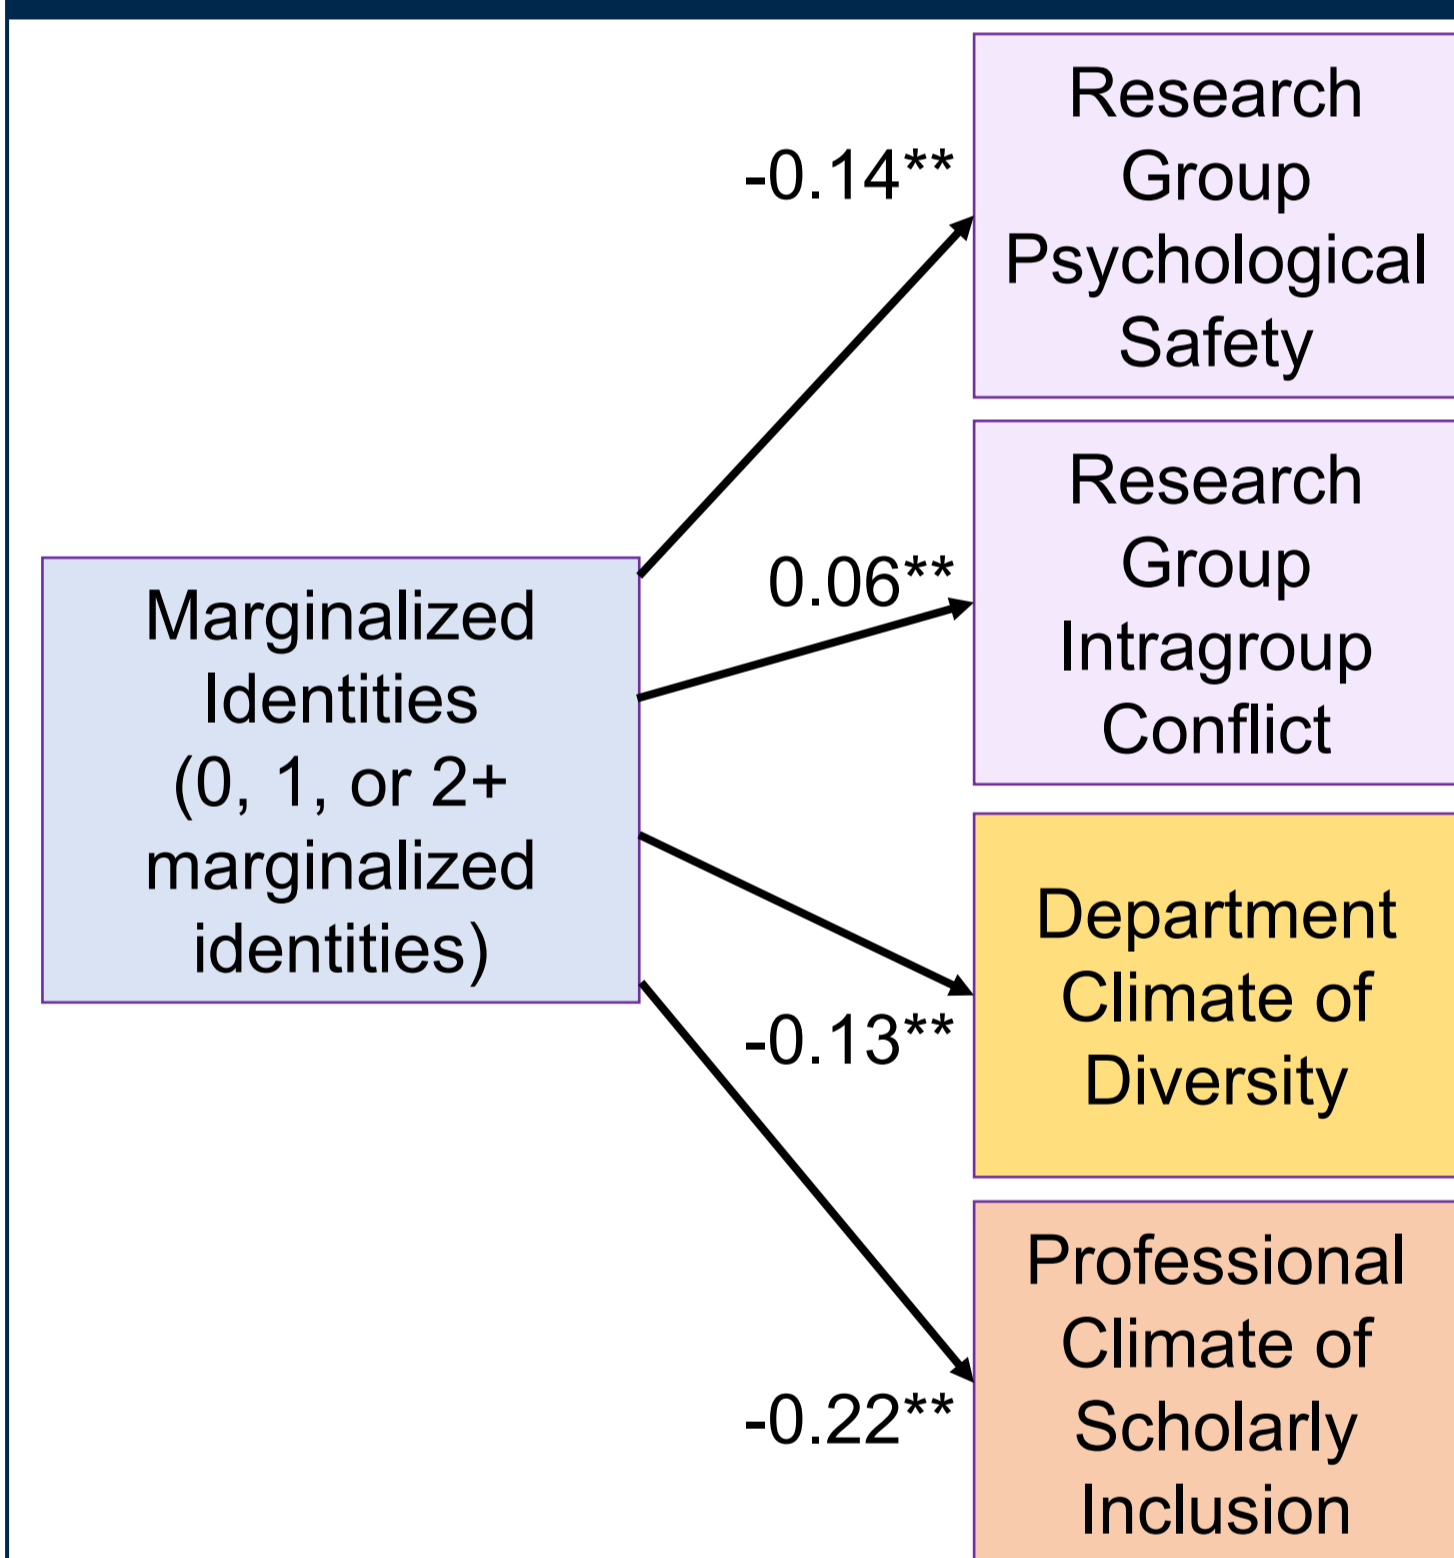 Research
Group
Psychological
Safety
-0.14**
Research
Group
Intragroup
Conflict
0.06**
Marginalized
Identities
(0, 1, or 2+
marginalized
identities)
Department
Climate of
Diversity
-0.13**
Professional
Climate of
Scholarly
Inclusion
-0.22**